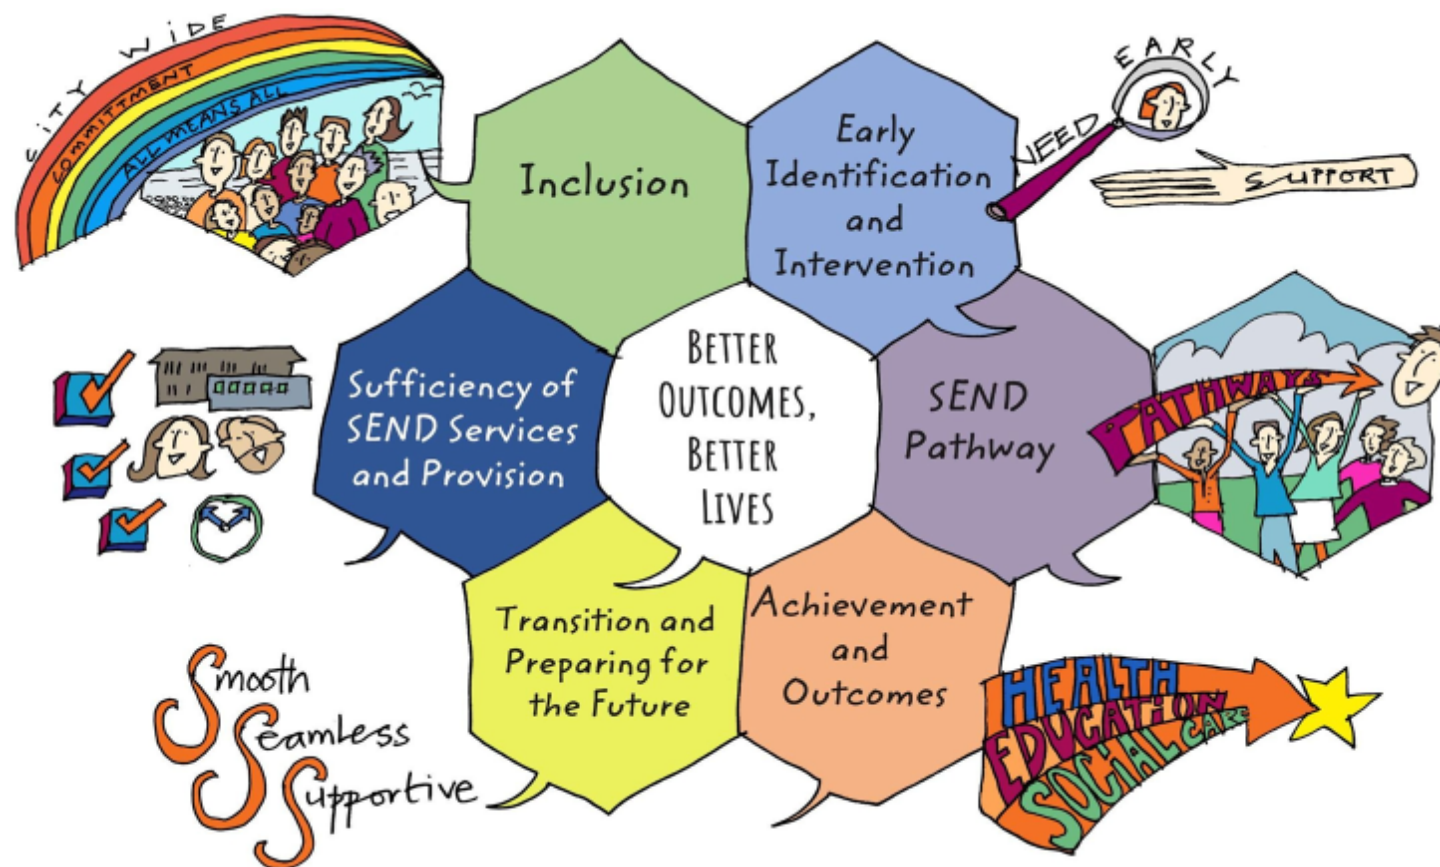 CITY WIDE
COMMITTMENT
ALL MEANS ALL
Inclusion
Early
Identification
and
Intervention
EARLY
NEED
SUPPORT
Sufficiency of
SEND Services
and Provision
BETTER
OUTCOMES,
BETTER
LIVES
SEND
Pathway
PATHWAYS
Transition and
Preparing for
the Future
Achievement
and
Outcomes
Smooth
Seamless
Supportive
HEALTH
EDUCATION
SOCIAL CARE